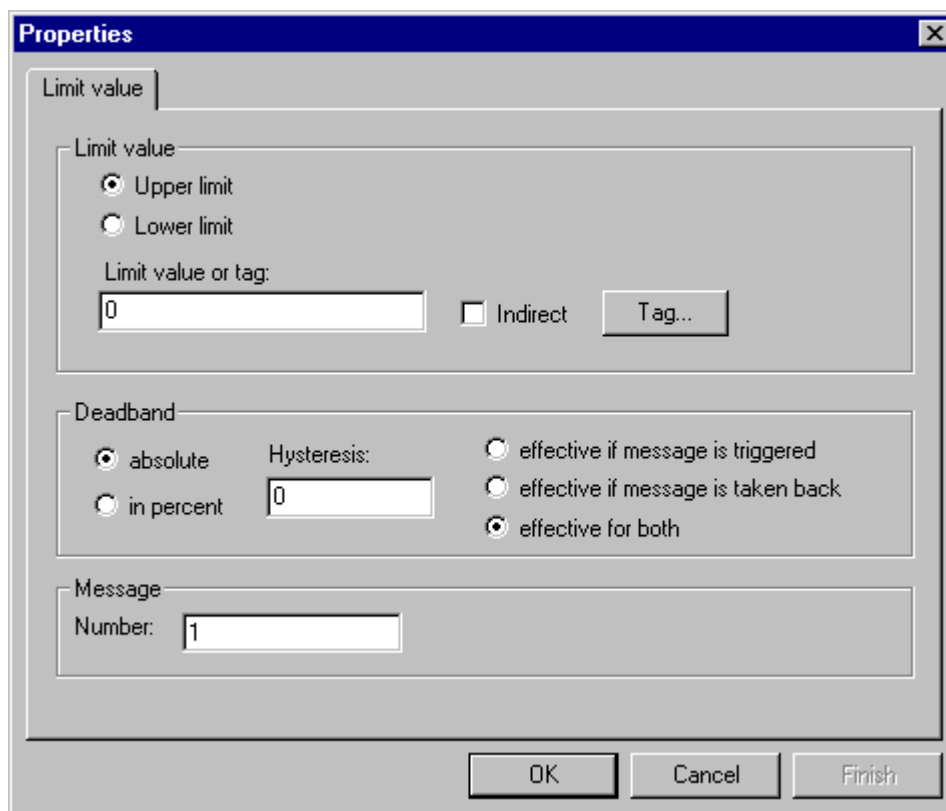 Properties
Limit value
Limit value
Upper limit
Lower limit
Limit value or tag:
0
Indirect
Tag...
Deadband
absolute
in percent
Hysteresis:
0
effective if message is triggered
effective if message is taken back
effective for both
Message
Number:
1
OK
Cancel
Finish